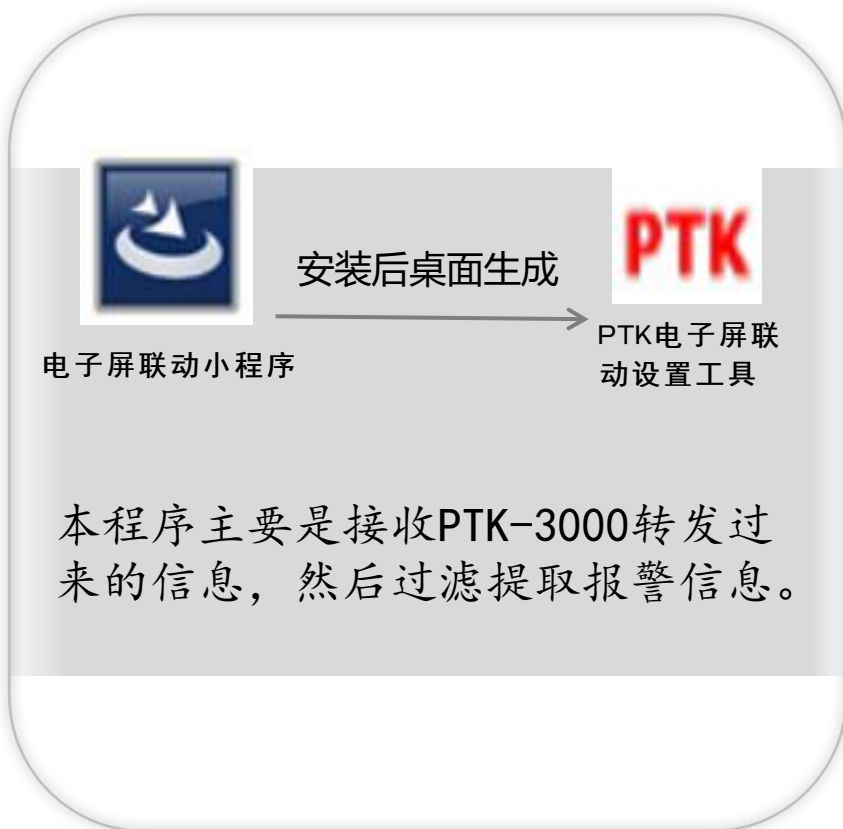 安装后桌面生成
PTK
电子屏联动小程序
PTK电子屏联
动设置工具
本程序主要是接收PTK-3000转发过
来的信息，然后过滤提取报警信息。